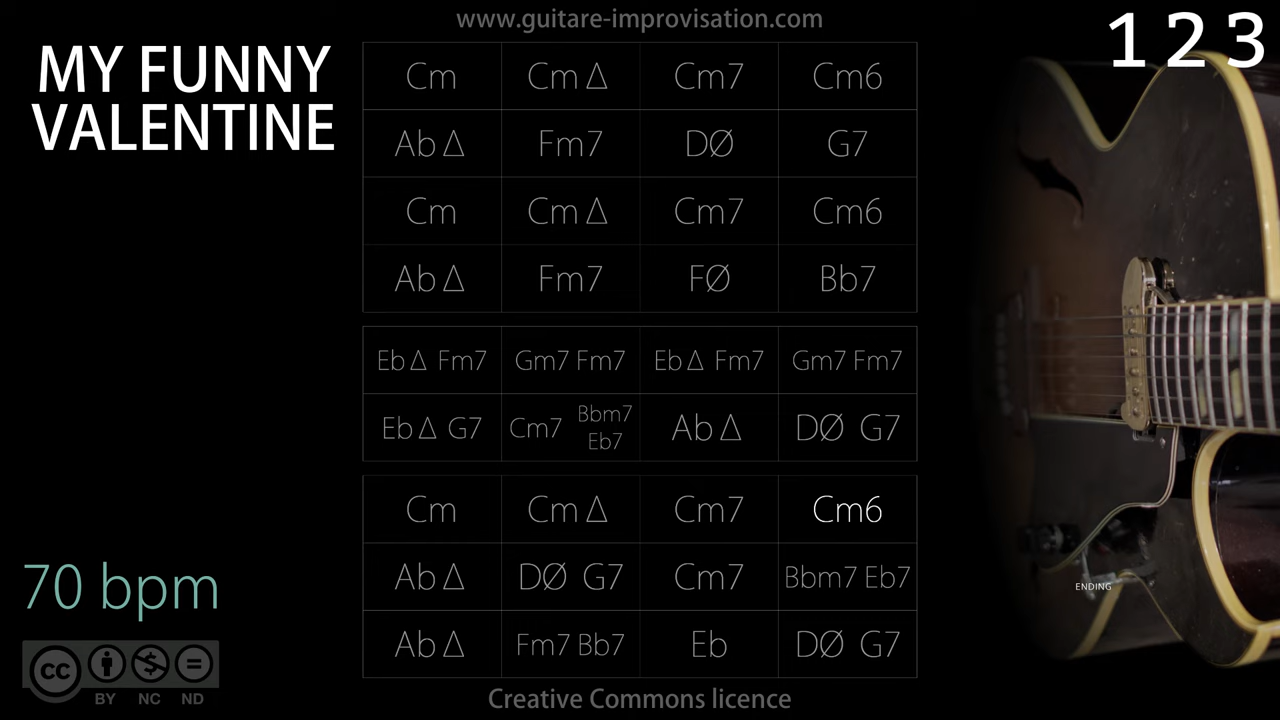 www.guitare-improvisation.com
1 2 3
MY FUNNY
VALENTINE
Cm Cm Δ Cm7 Cm6
Ab Δ Fm7 DØ G7
Cm Cm Δ Cm7 Cm6
Ab Δ Fm7 FØ Bb7
Eb Δ Fm7 Gm7 Fm7 Eb Δ Fm7 Gm7 Fm7
Eb Δ G7 Cm7 Bbm7 Eb7 Ab Δ DØ G7
Cm Cm Δ Cm7 Cm6
Ab Δ DØ G7 Cm7 Bbm7 Eb7
Ab Δ Fm7 Bb7 Eb DØ G7
ENDING
70 bpm
cc
BY NC ND
Creative Commons licence